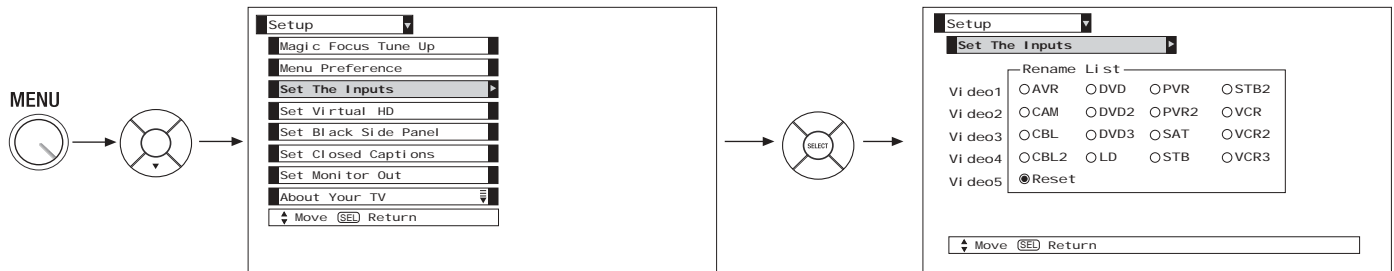 MENU
Setup
Magic Focus Tune Up
Menu Preference
Set The Inputs
Set Virtual HD
Set Black Side Panel
Set Closed Captions
Set Monitor Out
About Your TV
Move SEL Return
SELECT
Setup
Set The Inputs
Rename List
Video1 AVR DVD PVR STB2
Video2 CAM DVD2 PVR2 VCR
Video3 CBL DVD3 SAT VCR2
Video4 CBL2 LD STB VCR3
Video5 Reset
Move SEL Return